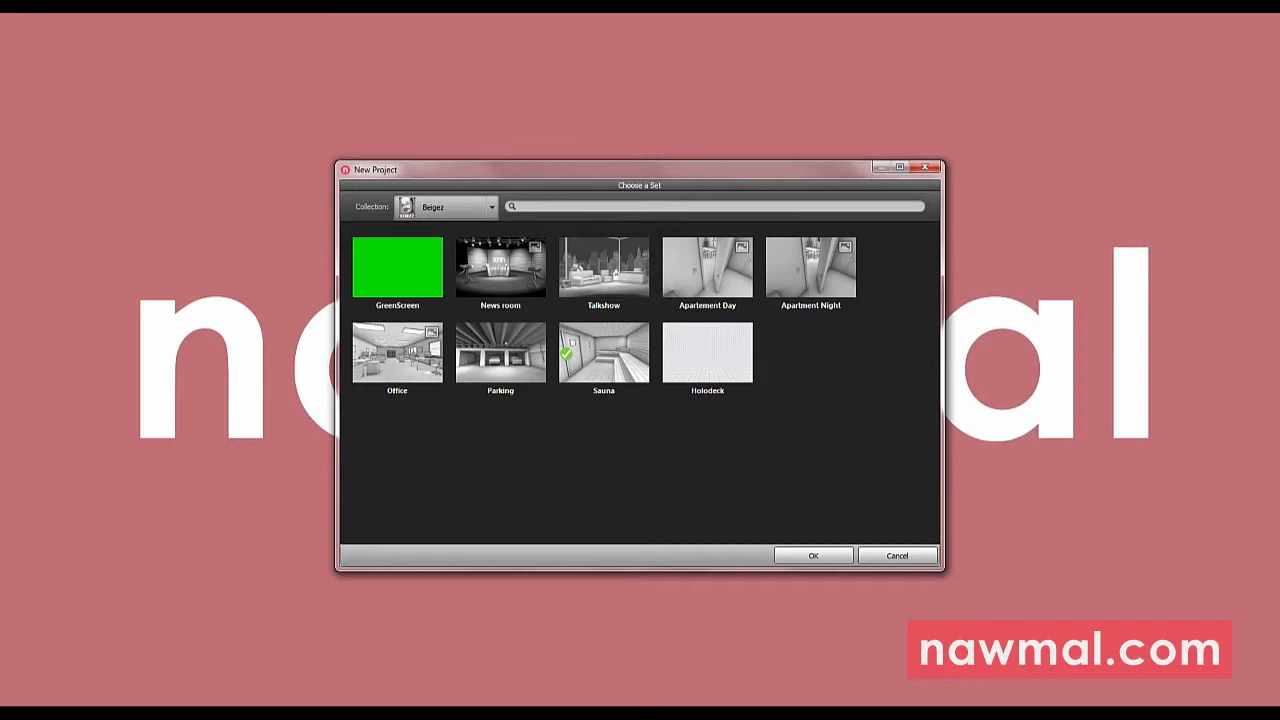 New Project
Choose a Set
Collection: Beigez
GreenScreen News room Talkshow Apartement Day Apartment Night
Office Parking Sauna Holodeck
OK Cancel
nawmal.com